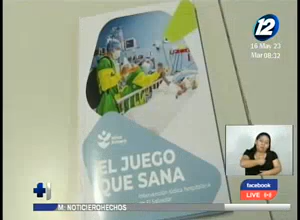 12
16 May 23
Mar 08:32
EL JUEGO
QUE SANA
facebook
LIVE
M: NOTICIEROHECHOS